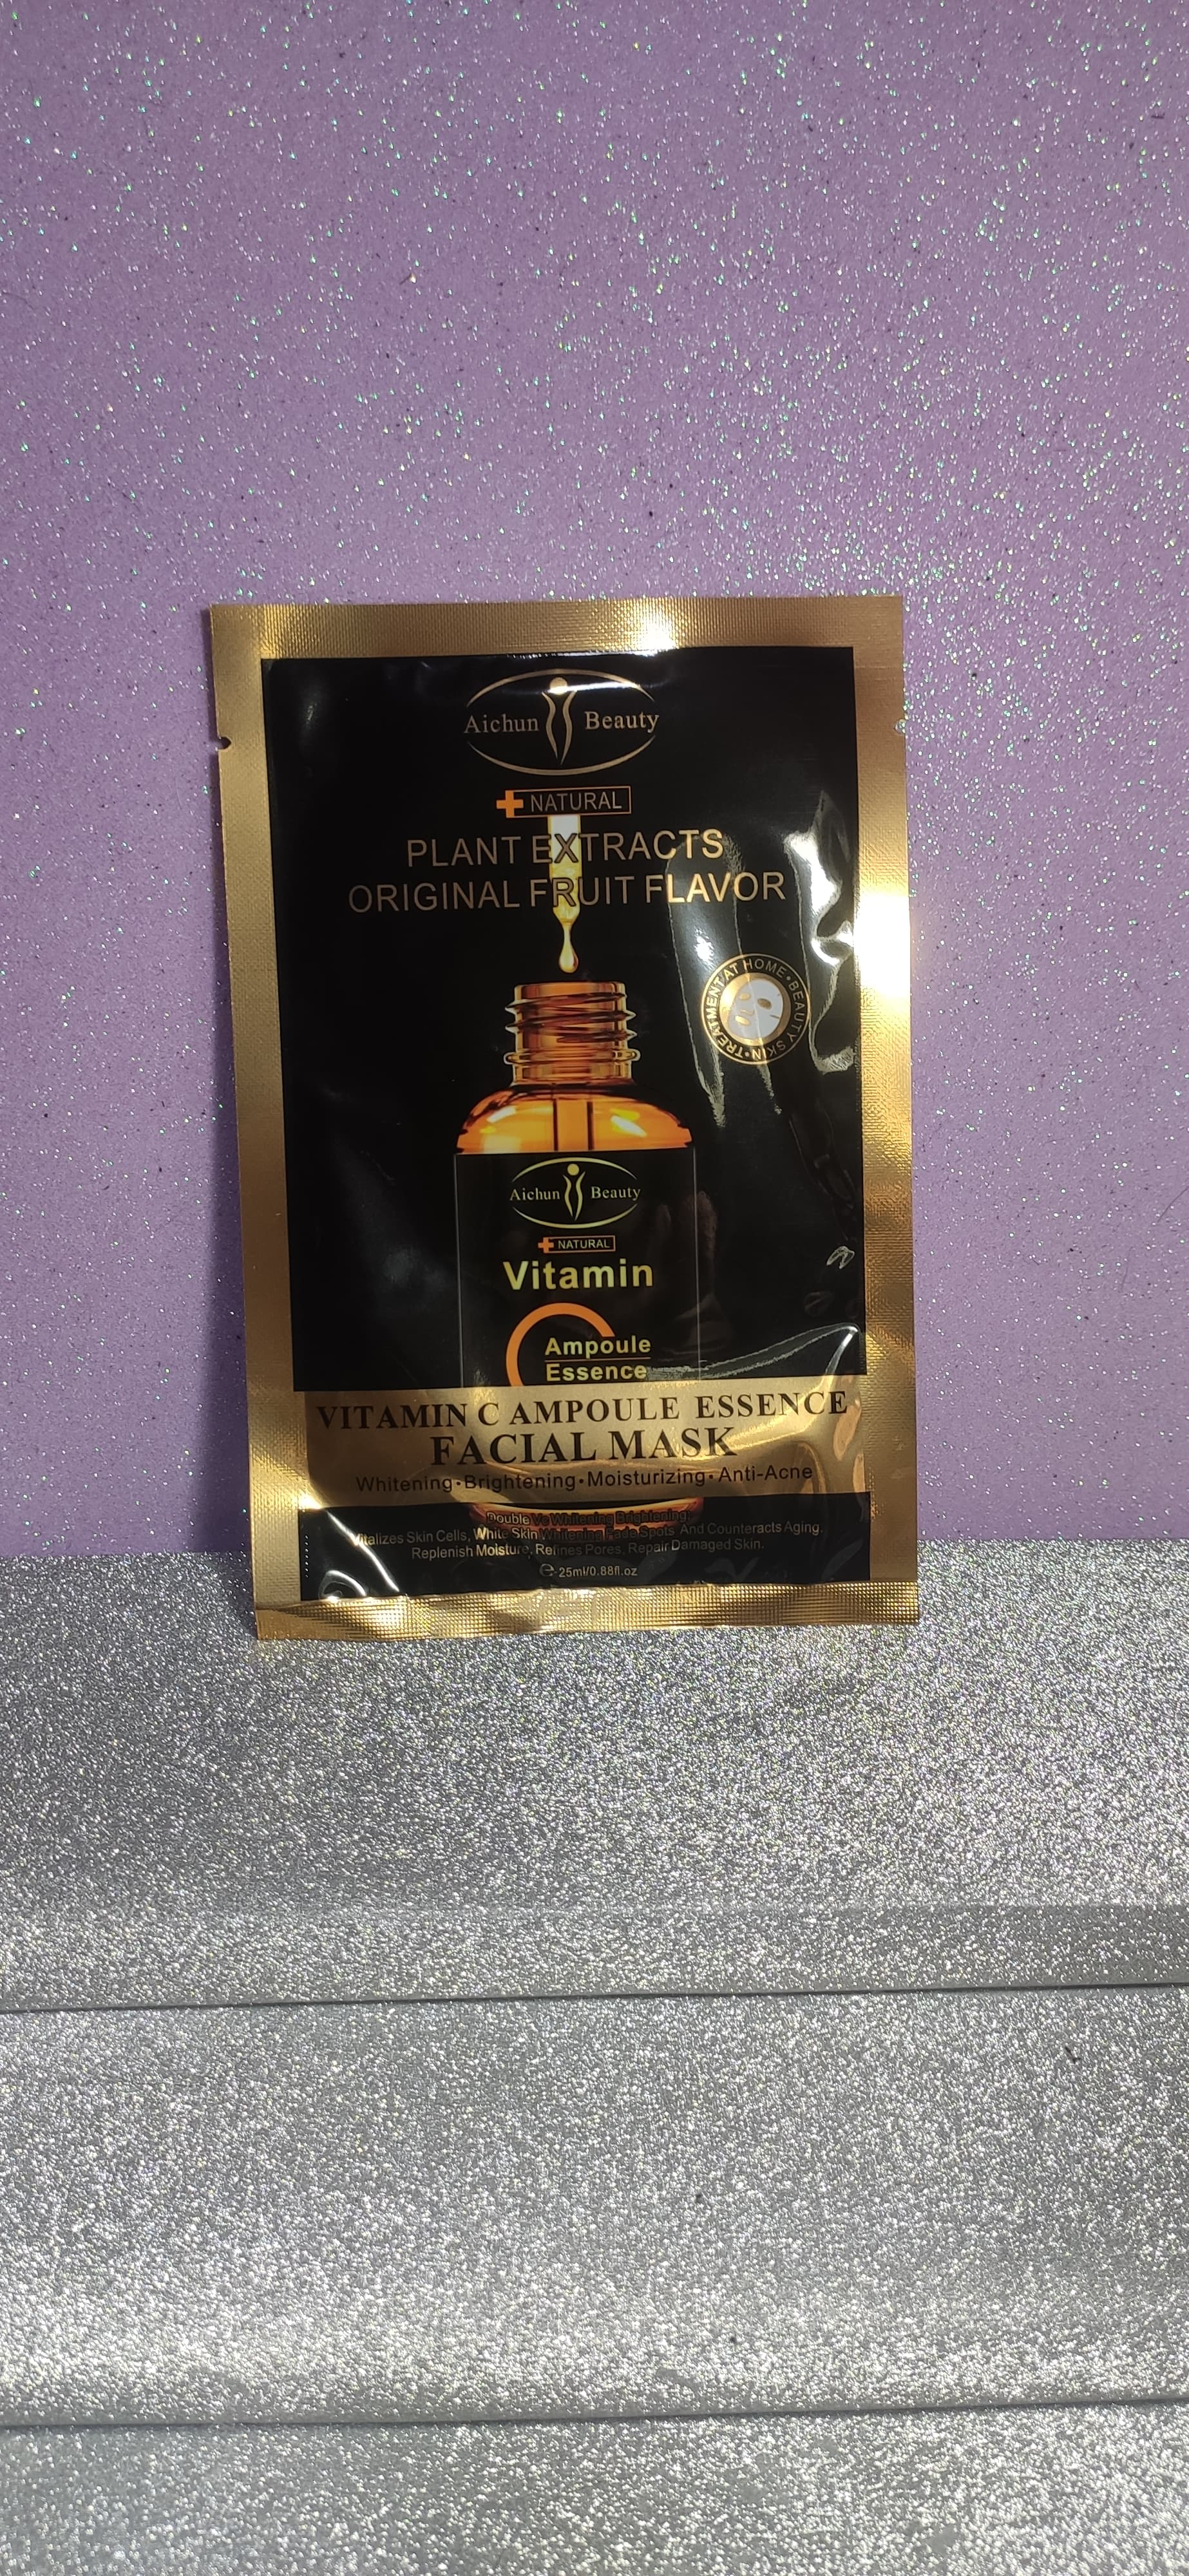 Aichun Beauty
NATURAL
PLANT EXTRACTS
ORIGINAL FRUIT FLAVOR
TREATMENT AT HOME • BEAUTY SKIN •
Aichun Beauty
NATURAL
Vitamin
C
Ampoule
Essence
VITAMIN C AMPOULE ESSENCE
FACIAL MASK
Whitening•Brightening•Moisturizing•Anti-Acne
Double Vc Whitening Brightening,
Vitalizes Skin Cells, White Skin Whitening Fade Spots And Counteracts Aging.
Replenish Moisture, Refines Pores, Repair Damaged Skin.
℮ 25ml/0.88fl.oz